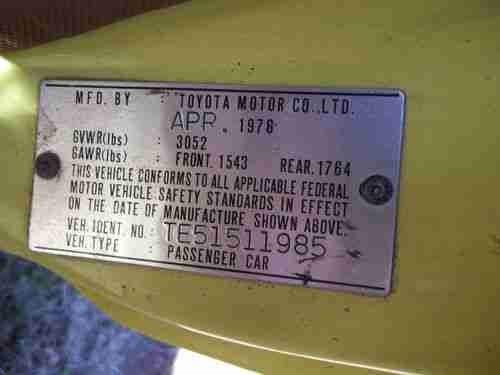 MFD. BY : TOYOTA MOTOR CO.,LTD.
APR. 1976
GVWR(lbs) : 3052
GAWR(lbs) : FRONT.1543 REAR.1764
THIS VEHICLE CONFORMS TO ALL APPLICABLE FEDERAL
MOTOR VEHICLE SAFETY STANDARDS IN EFFECT
ON THE DATE OF MANUFACTURE SHOWN ABOVE.
VEH. IDENT. NO.: TE51511985
VEH. TYPE : PASSENGER CAR